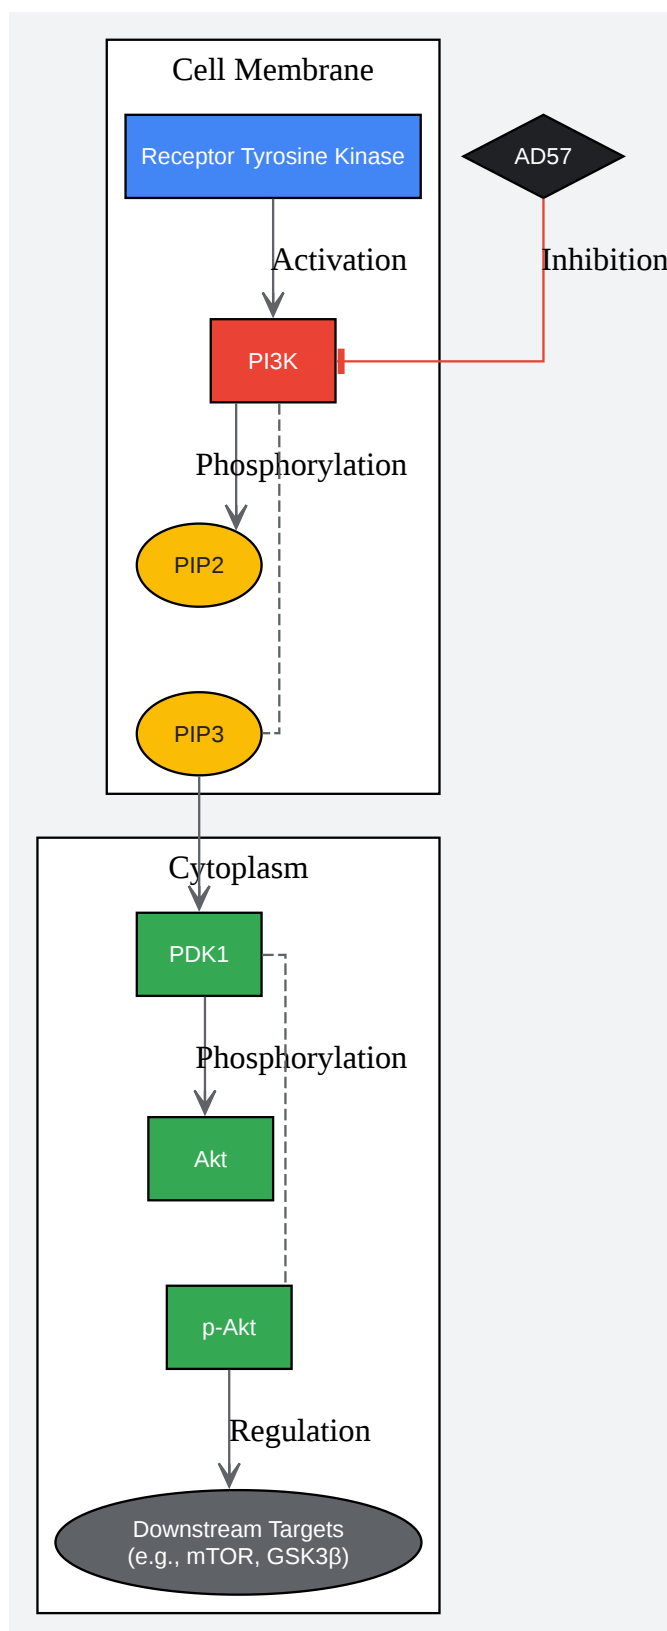 Cell Membrane
Receptor Tyrosine Kinase
AD57
Activation
Inhibition
PI3K
Phosphorylation
PIP2
PIP3
Cytoplasm
PDK1
Phosphorylation
Akt
p-Akt
Regulation
Downstream Targets
(e.g., mTOR, GSK3β)